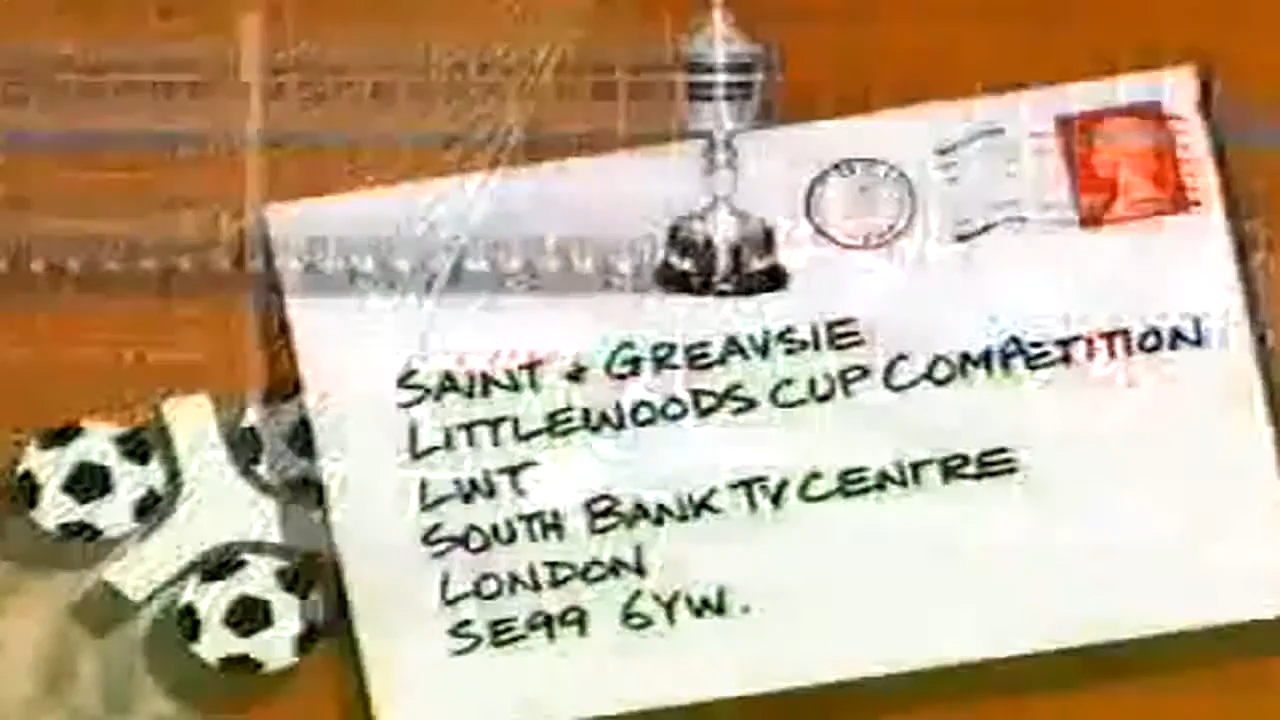 SAINT + GREAVSIE
LITTLEWOODS CUP COMPETITION
LWT
SOUTH BANK TV CENTRE
LONDON
SE99 6YW.